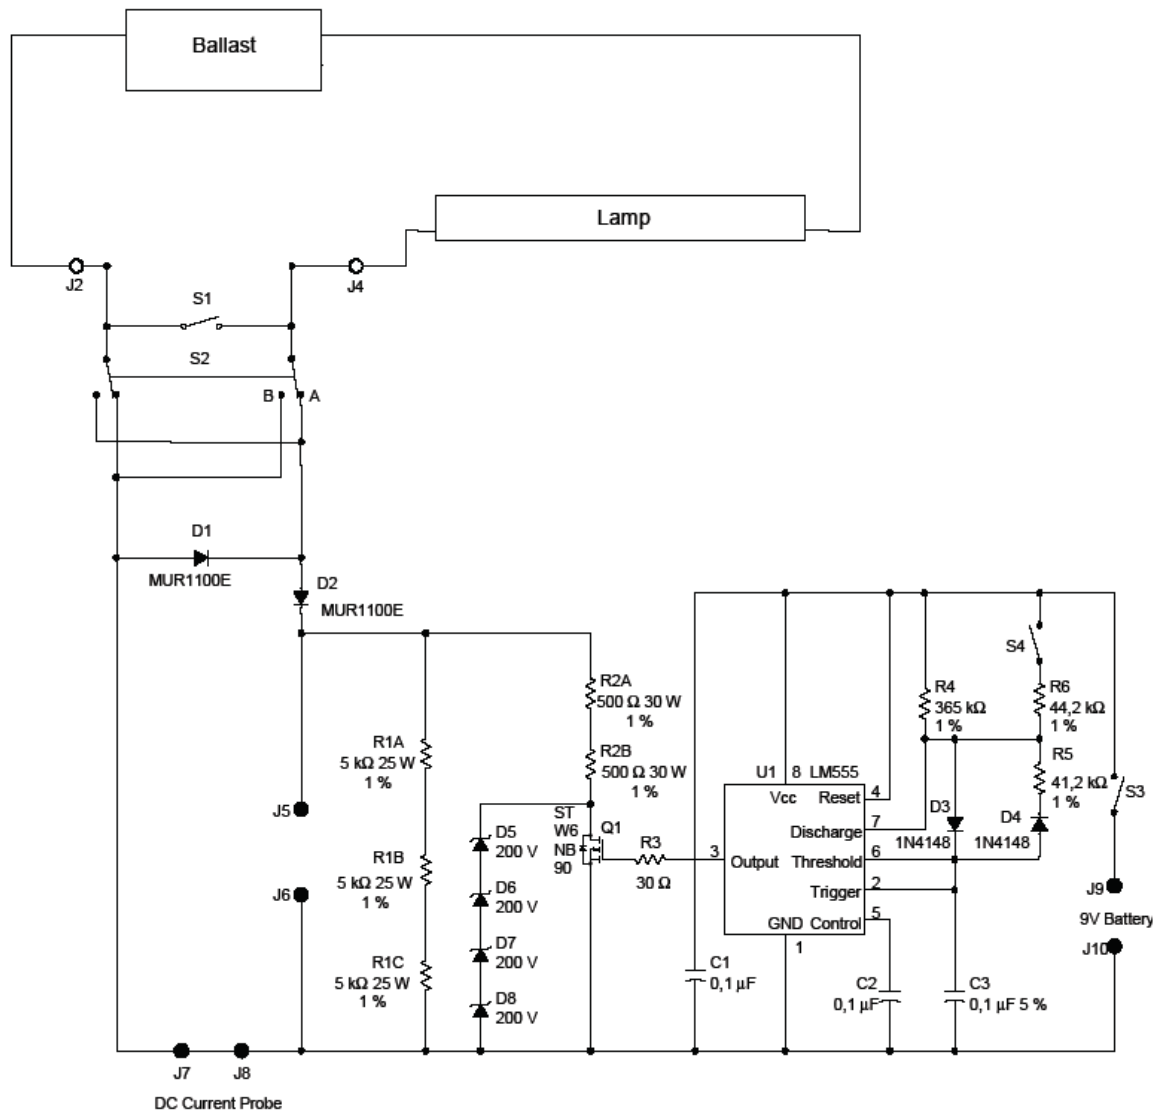 Ballast
Lamp
J2
J4
S1
S2
B
A
D1
MUR1100E
D2
MUR1100E
S4
R2A
500 Ω 30 W
1 %
R4
365 kΩ
1 %
R6
44,2 kΩ
1 %
R1A
5 kΩ 25 W
1 %
R2B
500 Ω 30 W
1 %
R5
41,2 kΩ
1 %
S3
U1
8
LM555
Vcc
Reset
4
J5
ST
W6
NB
90
Q1
D5
200 V
D3
1N4148
D4
1N4148
Discharge
7
R3
30 Ω
3
Output
Threshold
6
R1B
5 kΩ 25 W
1 %
J6
D6
200 V
Trigger
2
J9
9V Battery
GND
Control
5
1
J10
D7
200 V
R1C
5 kΩ 25 W
1 %
C1
0,1 µF
D8
200 V
C2
0,1 µF
C3
0,1 µF 5 %
J7
J8
DC Current Probe